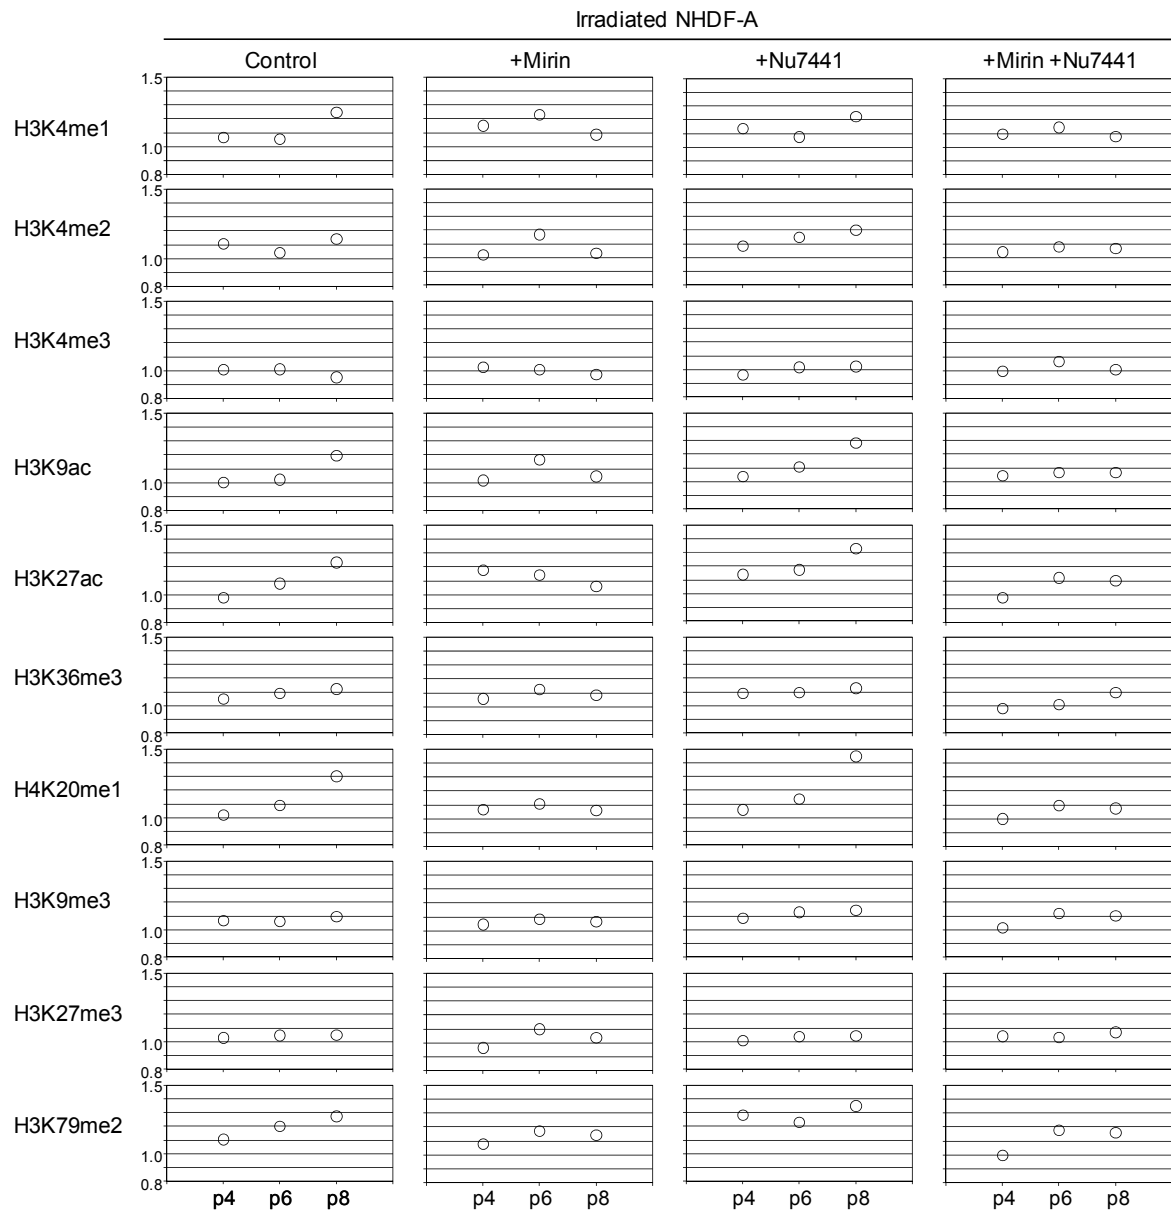 Irradiated NHDF-A
Control +Mirin +Nu7441 +Mirin +Nu7441
H3K4me1 1.5 1.0 0.8
H3K4me2 1.5 1.0 0.8
H3K4me3 1.5 1.0 0.8
H3K9ac 1.5 1.0 0.8
H3K27ac 1.5 1.0 0.8
H3K36me3 1.5 1.0 0.8
H4K20me1 1.5 1.0 0.8
H3K9me3 1.5 1.0 0.8
H3K27me3 1.5 1.0 0.8
H3K79me2 1.5 1.0 0.8
p4 p6 p8 p4 p6 p8 p4 p6 p8 p4 p6 p8